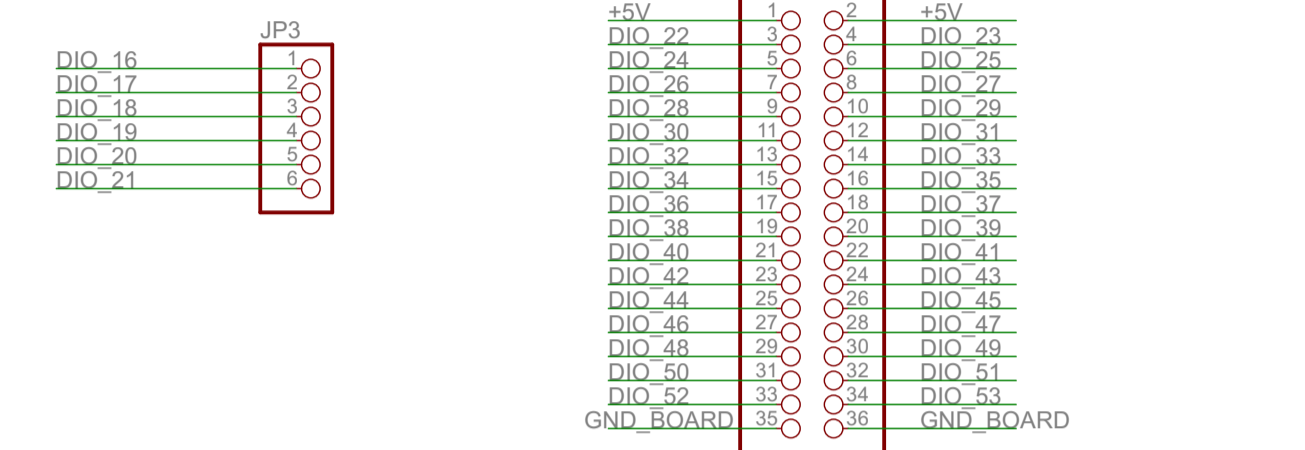 JP3
DIO_16 1
DIO_17 2
DIO_18 3
DIO_19 4
DIO_20 5
DIO_21 6
+5V 1 2 +5V
DIO_22 3 4 DIO_23
DIO_24 5 6 DIO_25
DIO_26 7 8 DIO_27
DIO_28 9 10 DIO_29
DIO_30 11 12 DIO_31
DIO_32 13 14 DIO_33
DIO_34 15 16 DIO_35
DIO_36 17 18 DIO_37
DIO_38 19 20 DIO_39
DIO_40 21 22 DIO_41
DIO_42 23 24 DIO_43
DIO_44 25 26 DIO_45
DIO_46 27 28 DIO_47
DIO_48 29 30 DIO_49
DIO_50 31 32 DIO_51
DIO_52 33 34 DIO_53
GND_BOARD 35 36 GND_BOARD